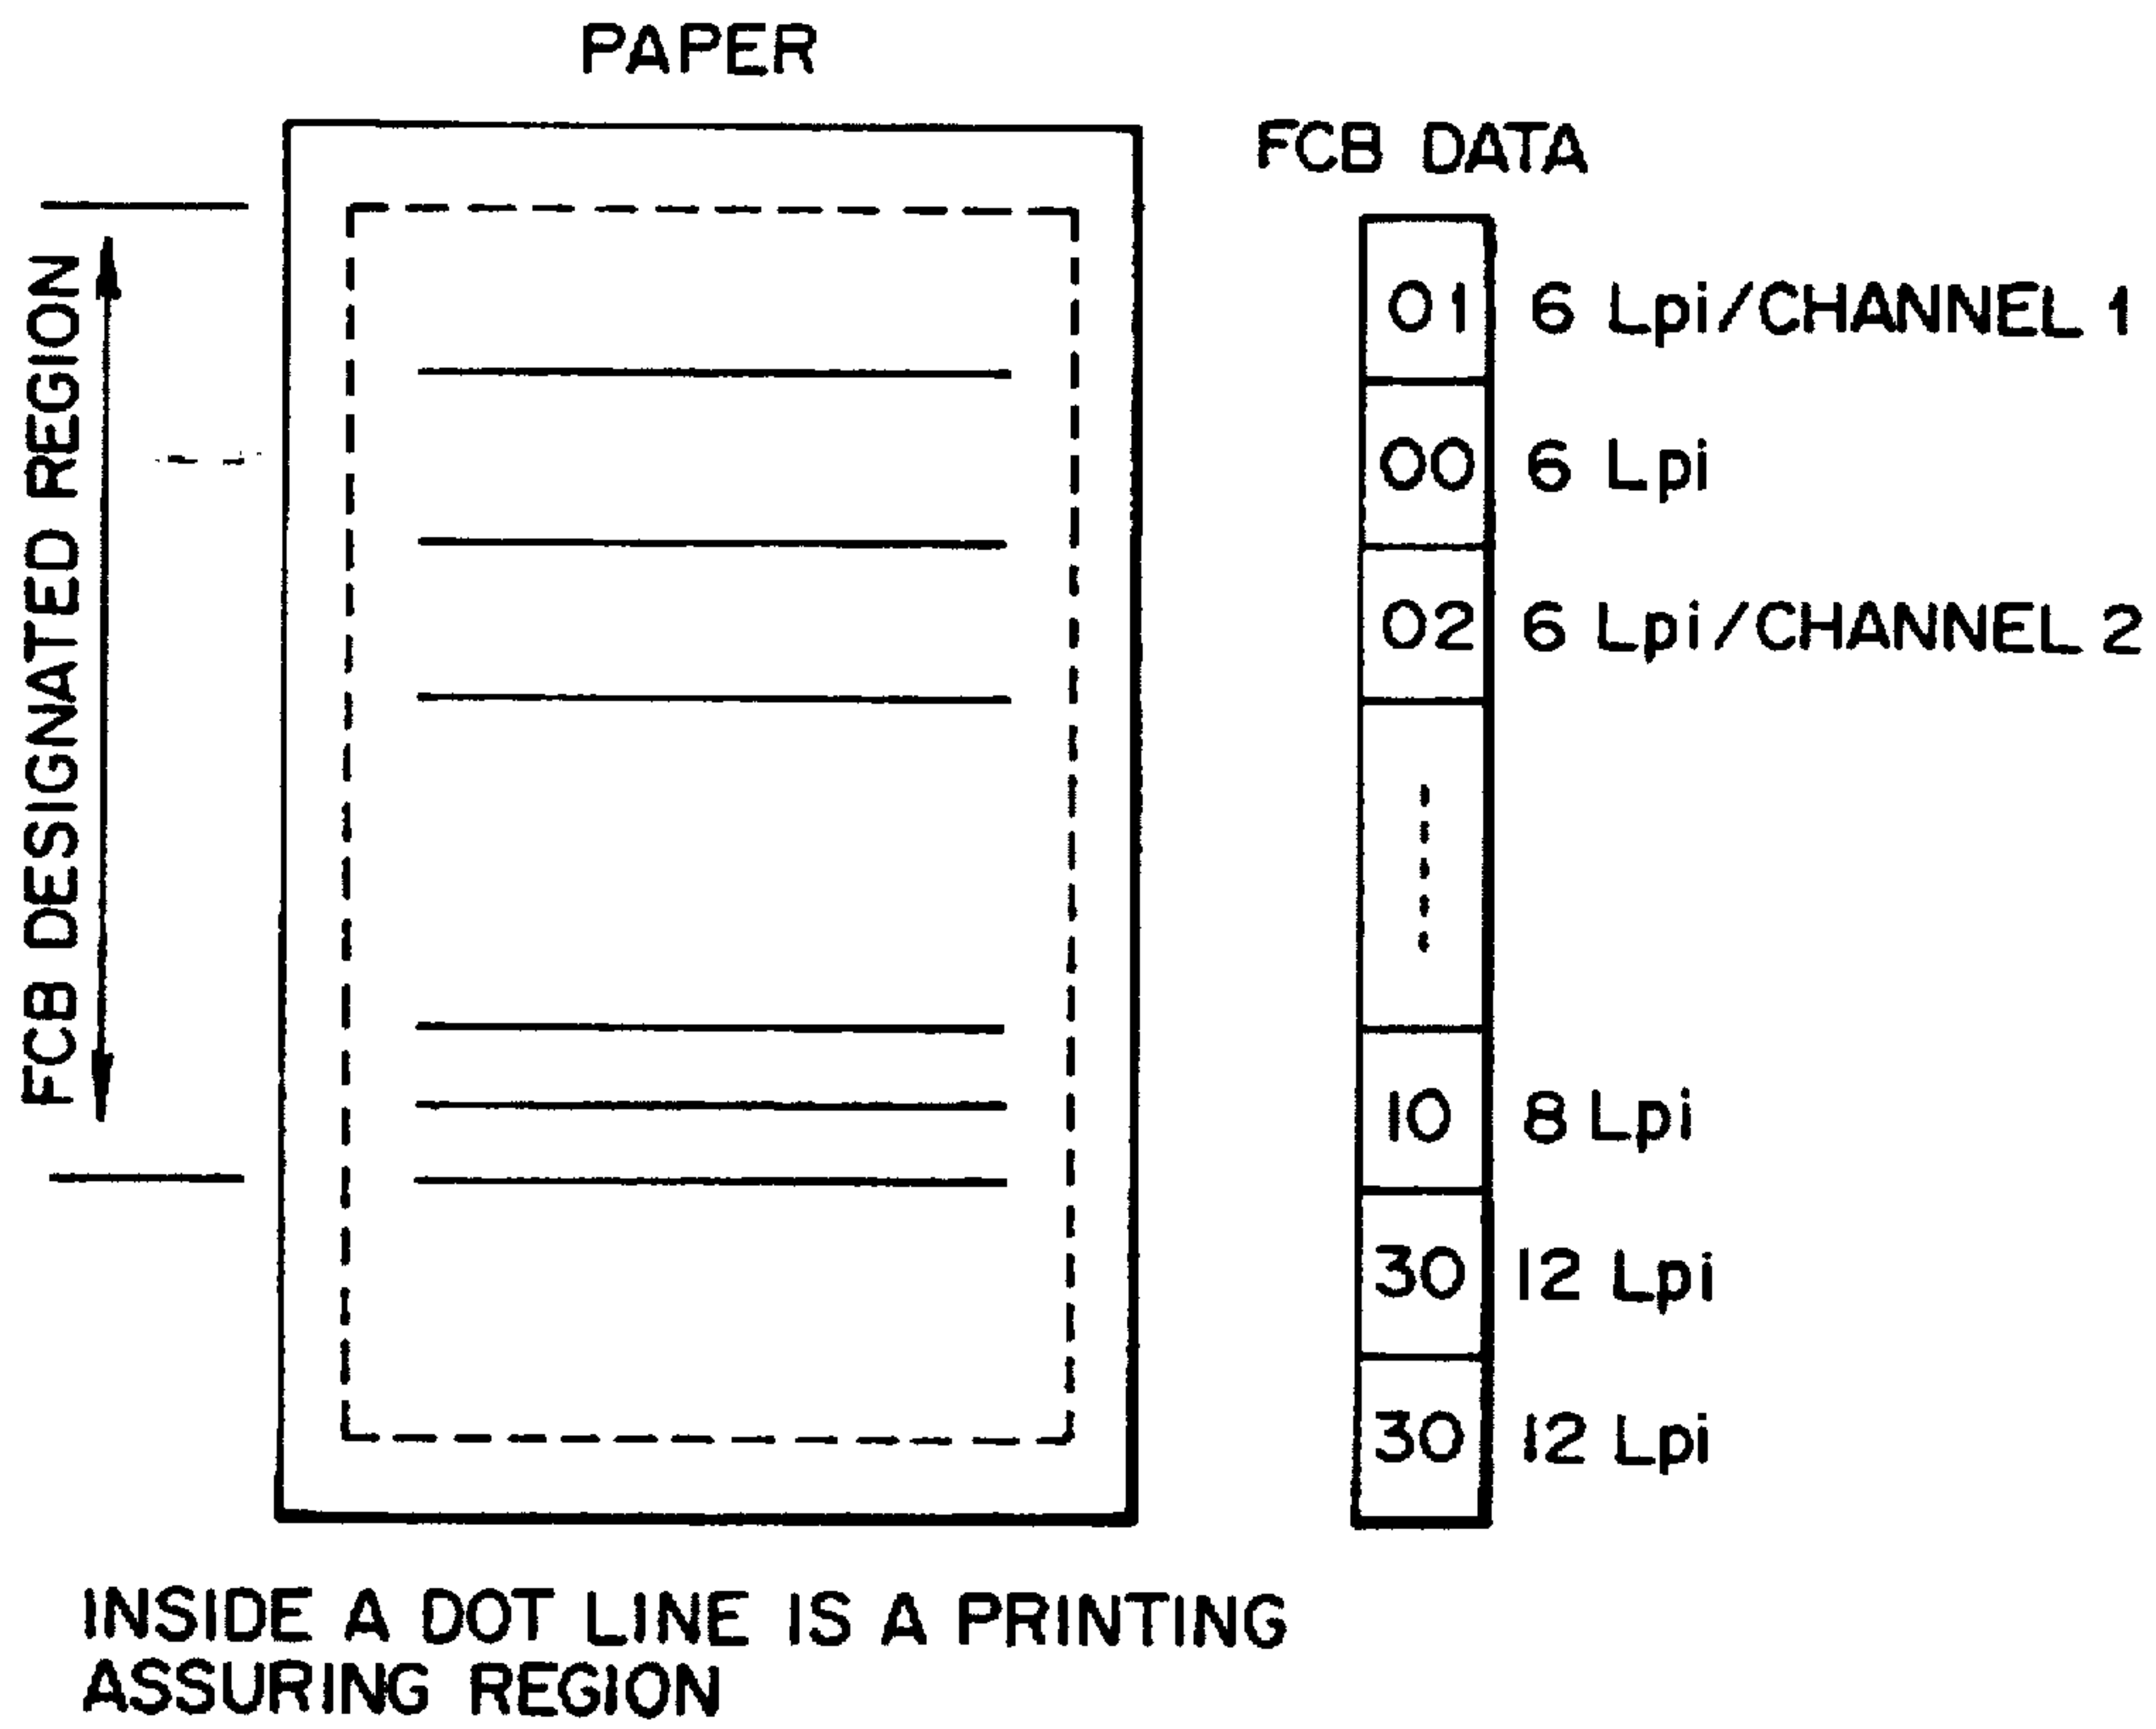 PAPER
FCB DATA
FCB DESIGNATED REGION
01 6 Lpi/CHANNEL 1
00 6 Lpi
02 6 Lpi/CHANNEL 2
10 8 Lpi
30 12 Lpi
30 12 Lpi
INSIDE A DOT LINE IS A PRINTING
ASSURING REGION